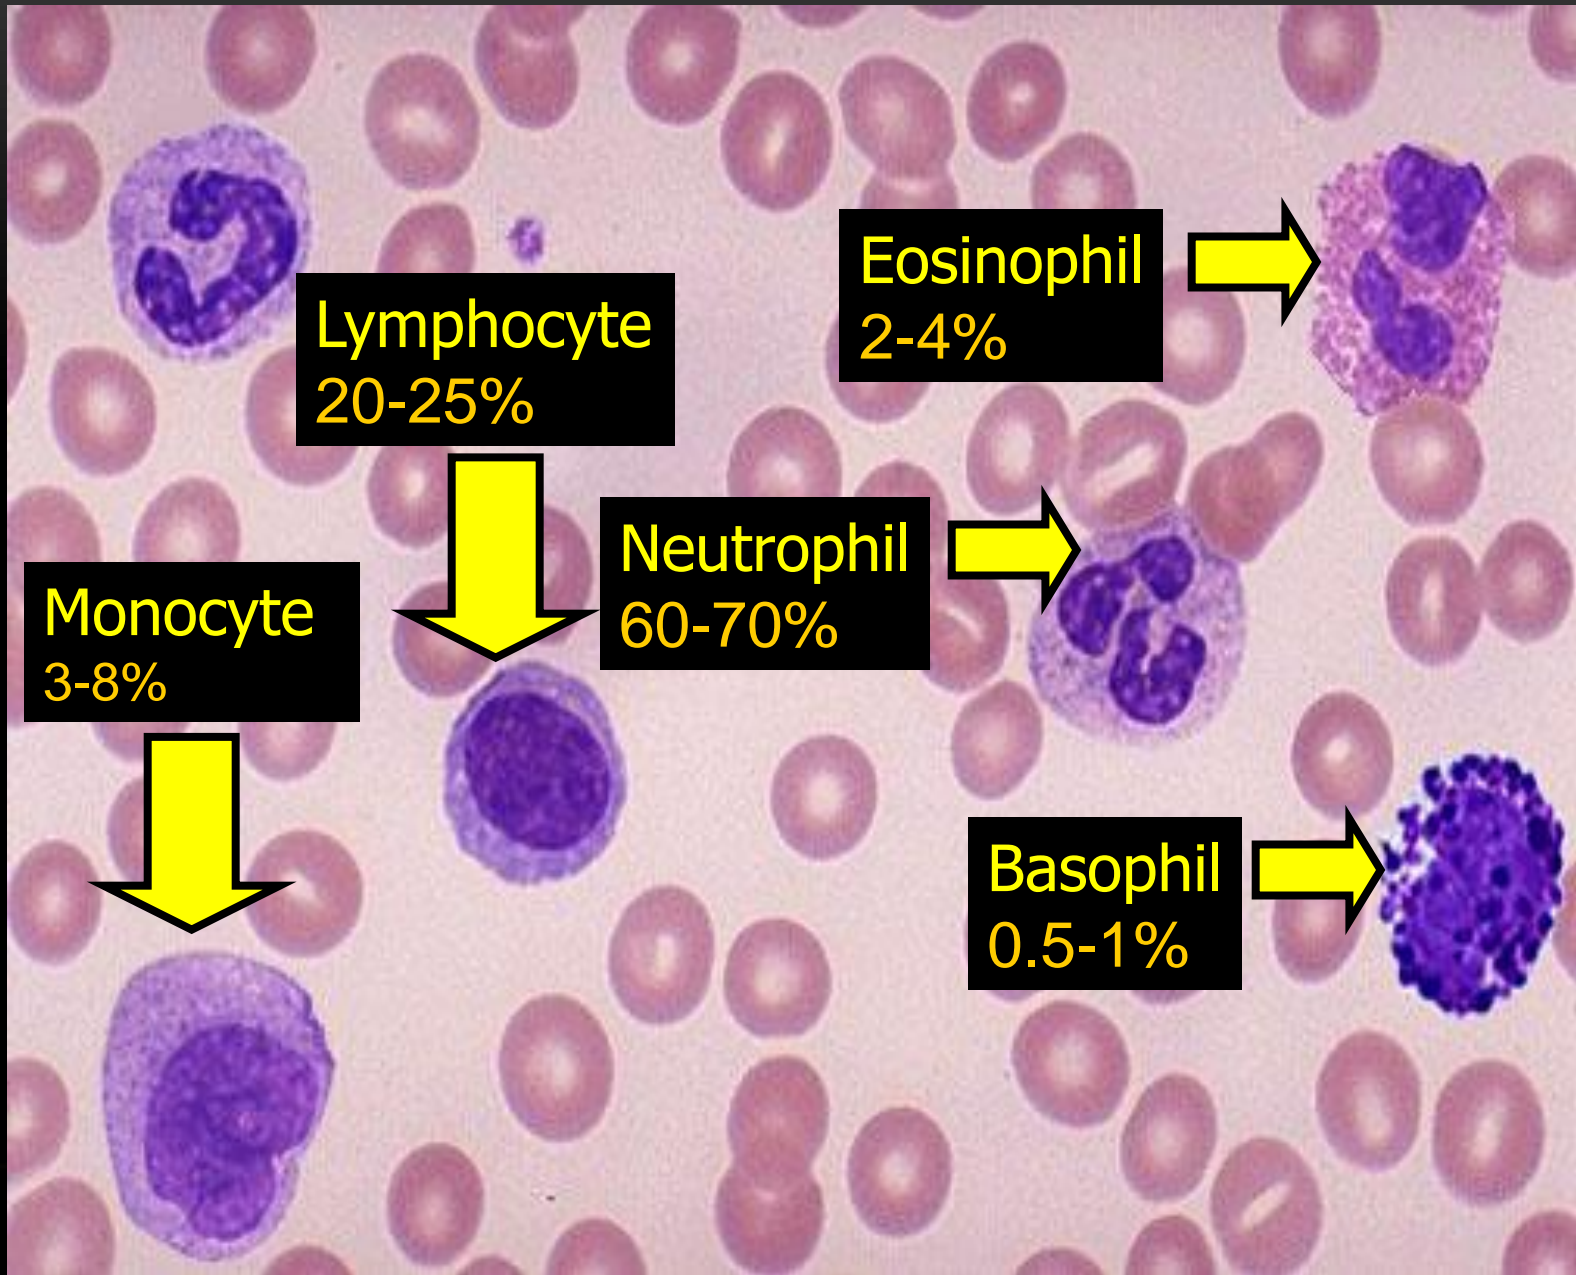 Eosinophil
2-4%
Lymphocyte
20-25%
Neutrophil
60-70%
Monocyte
3-8%
Basophil
0.5-1%